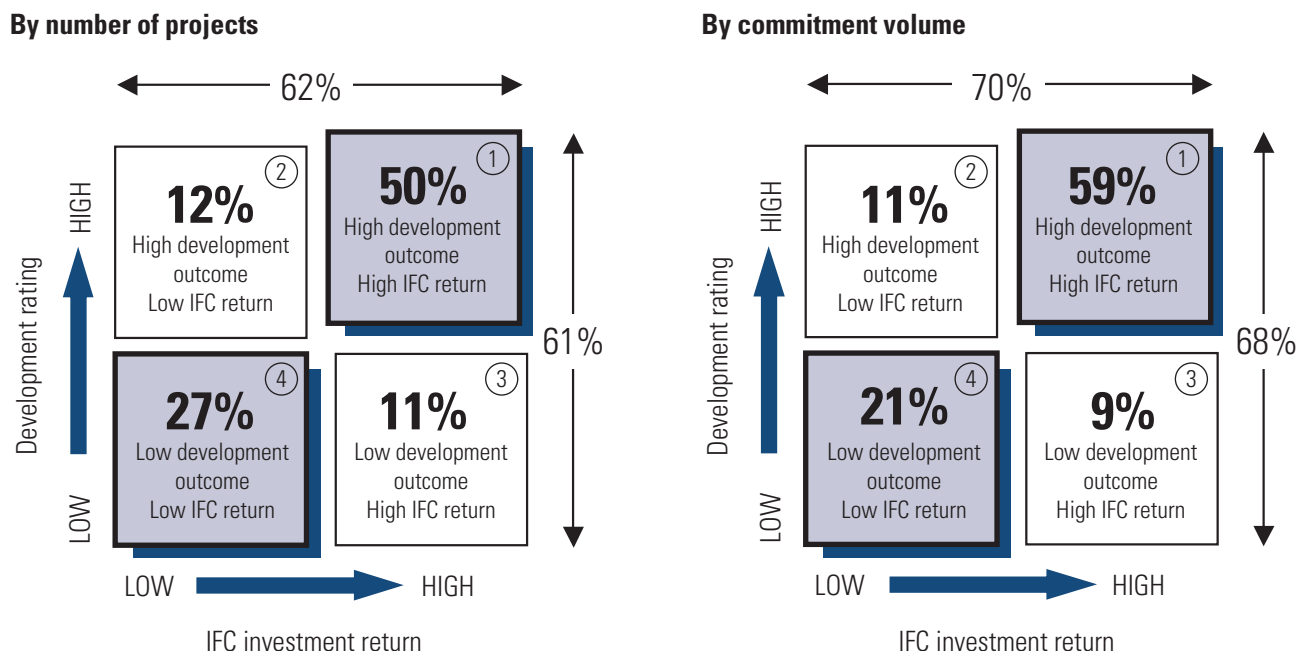 By number of projects
62%
HIGH
Development rating
LOW
2
12%
High development
outcome
Low IFC return
1
50%
High development
outcome
High IFC return
61%
4
27%
Low development
outcome
Low IFC return
3
11%
Low development
outcome
High IFC return
LOW
HIGH
IFC investment return
By commitment volume
70%
HIGH
Development rating
LOW
2
11%
High development
outcome
Low IFC return
1
59%
High development
outcome
High IFC return
68%
4
21%
Low development
outcome
Low IFC return
3
9%
Low development
outcome
High IFC return
LOW
HIGH
IFC investment return